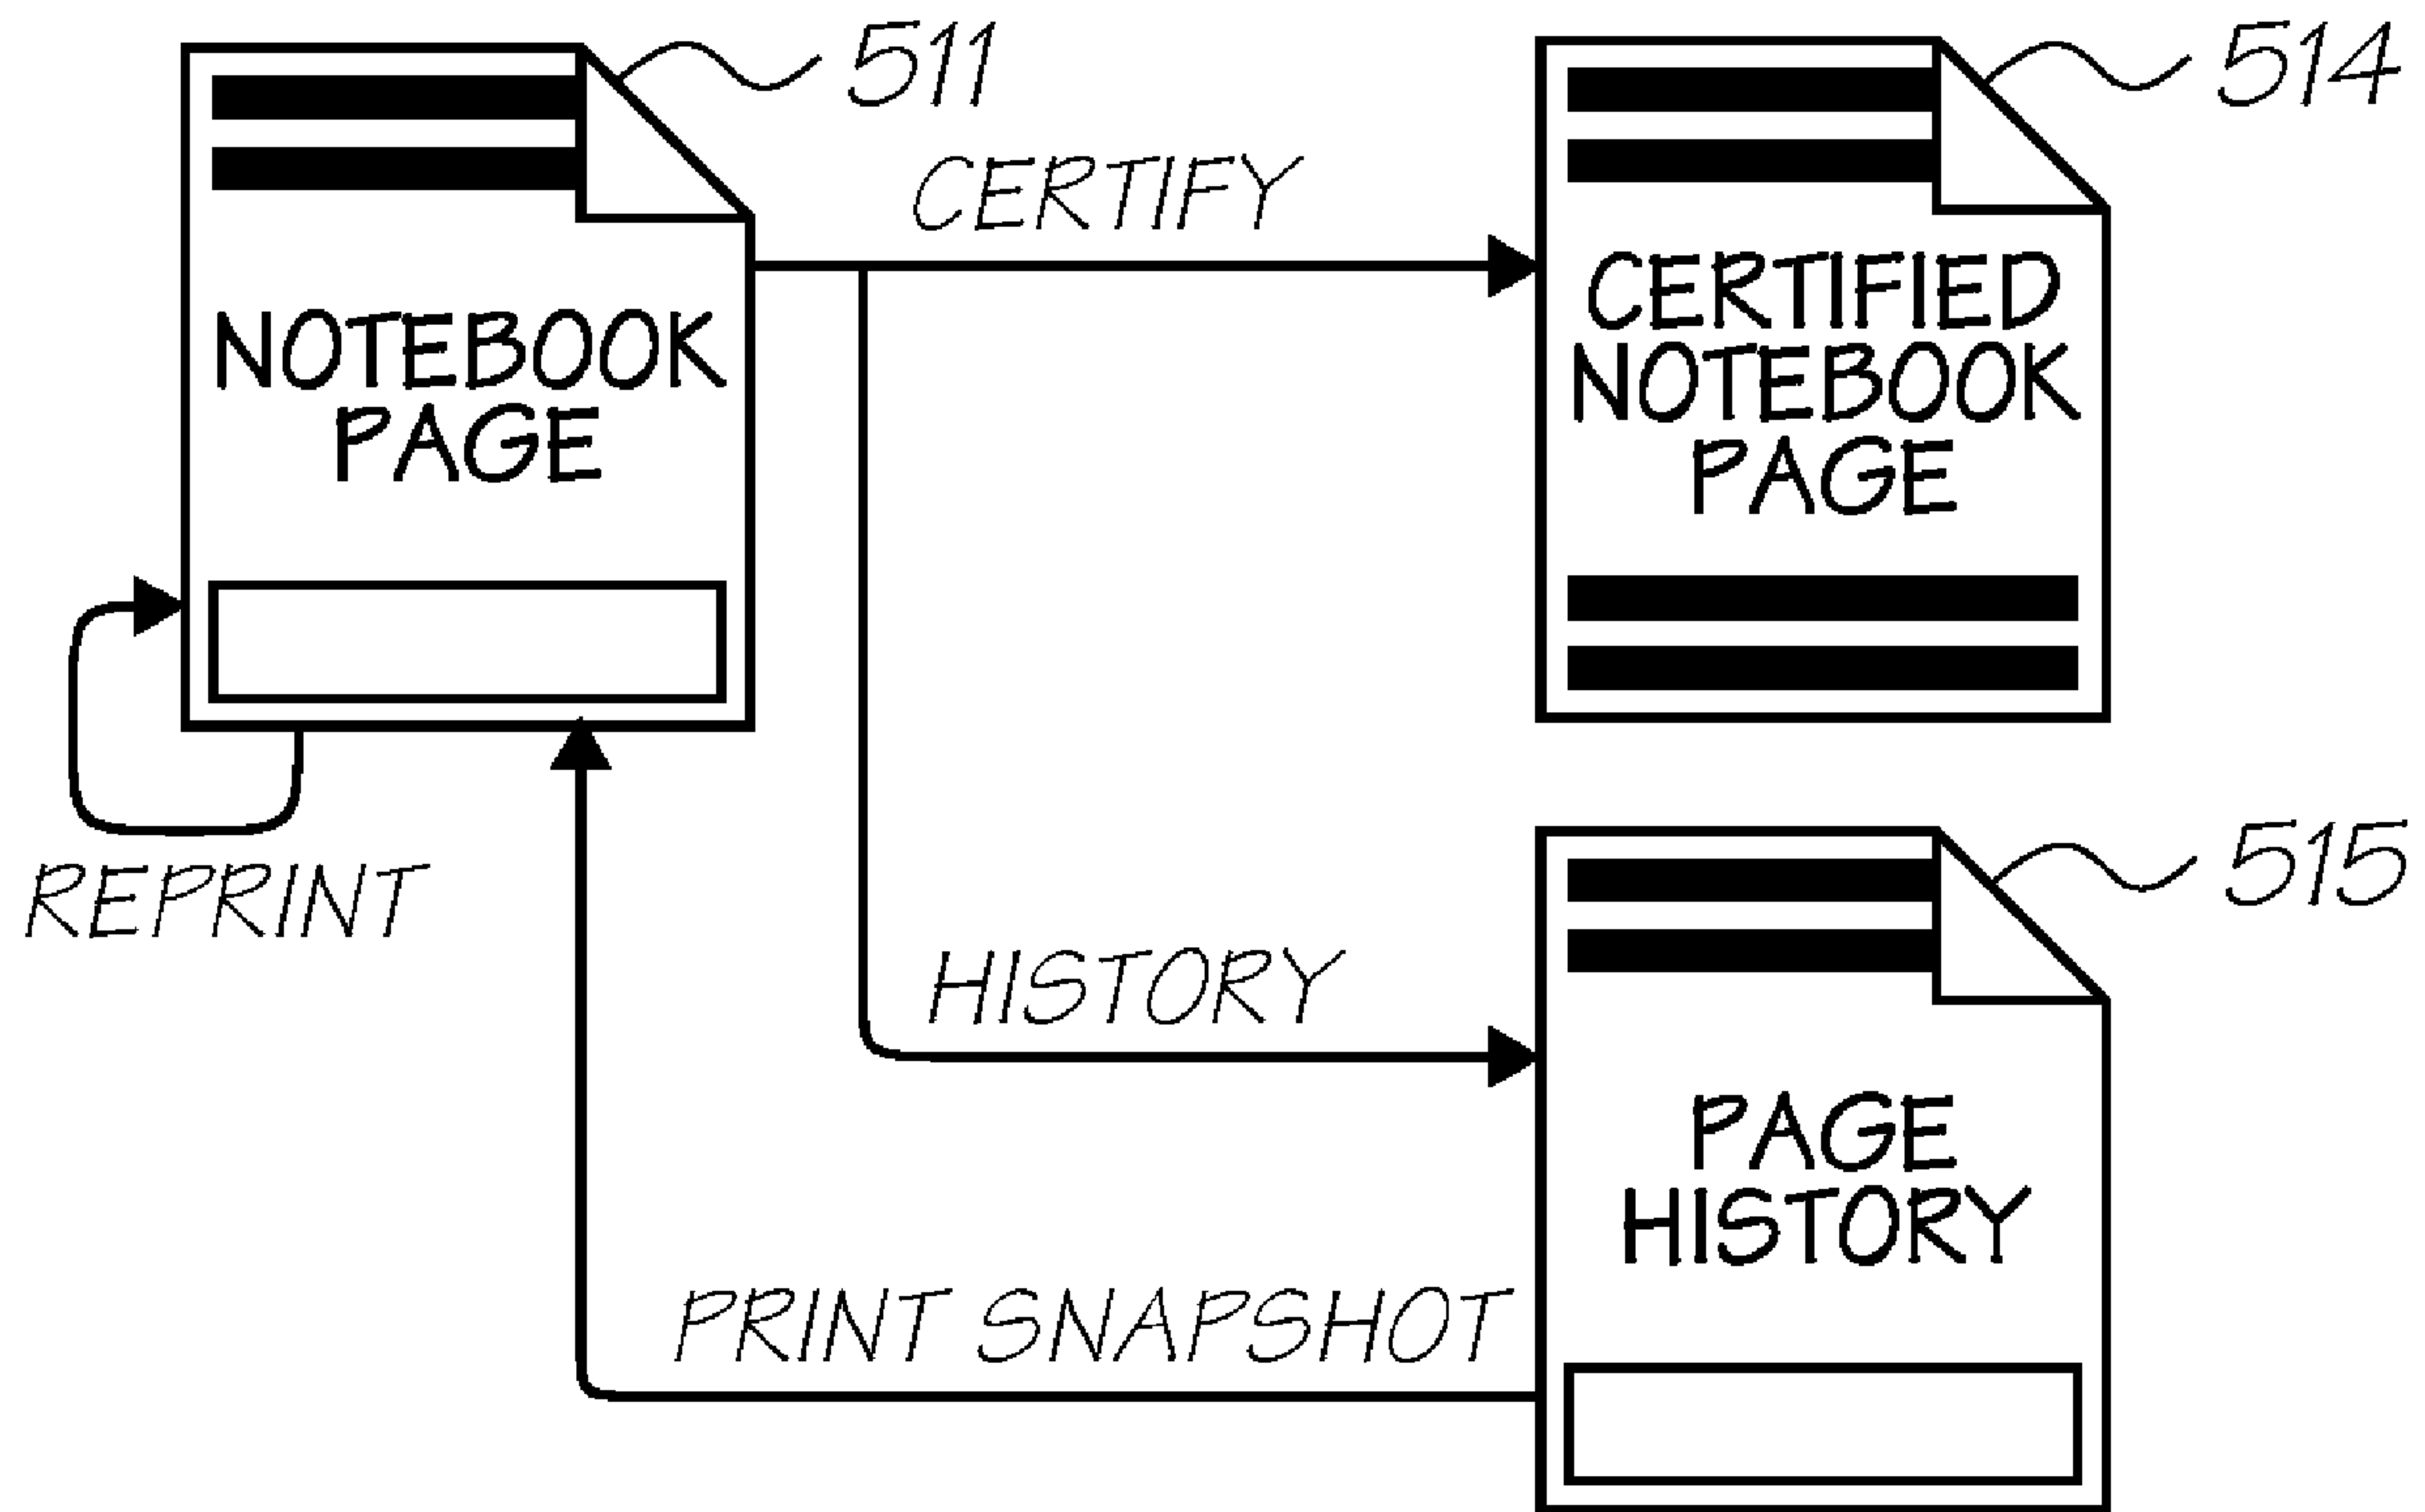 511
514
CERTIFY
CERTIFIED
NOTEBOOK
PAGE
NOTEBOOK
PAGE
REPRINT
515
HISTORY
PAGE
HISTORY
PRINT SNAPSHOT